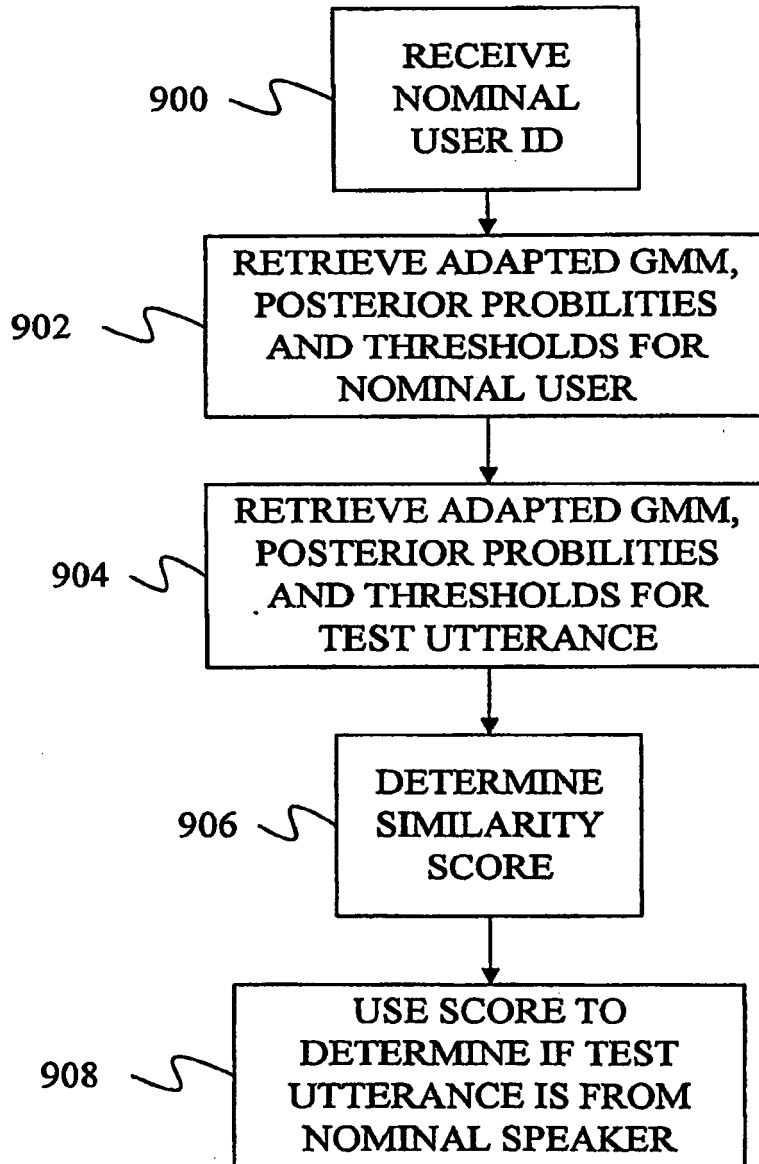 900
RECEIVE
NOMINAL
USER ID
902
RETRIEVE ADAPTED GMM,
POSTERIOR PROBILITIES
AND THRESHOLDS FOR
NOMINAL USER
904
RETRIEVE ADAPTED GMM,
POSTERIOR PROBILITIES
AND THRESHOLDS FOR
TEST UTTERANCE
906
DETERMINE
SIMILARITY
SCORE
908
USE SCORE TO
DETERMINE IF TEST
UTTERANCE IS FROM
NOMINAL SPEAKER